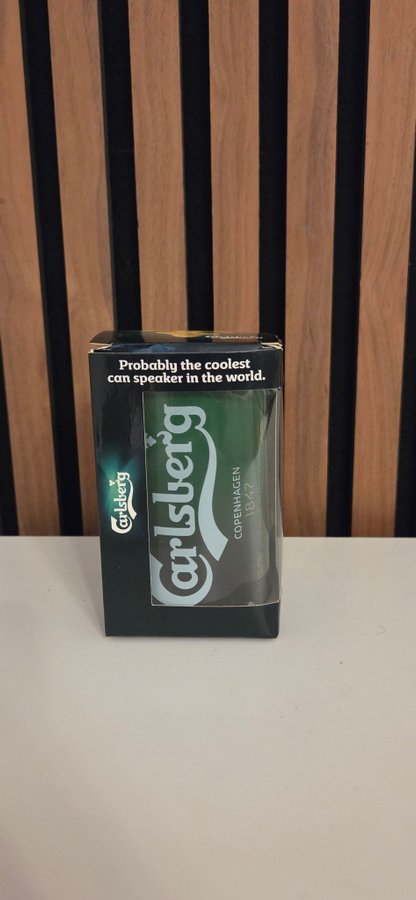 Probably the coolest
can speaker in the world.
Carlsberg
Carlsberg
COPENHAGEN
1847